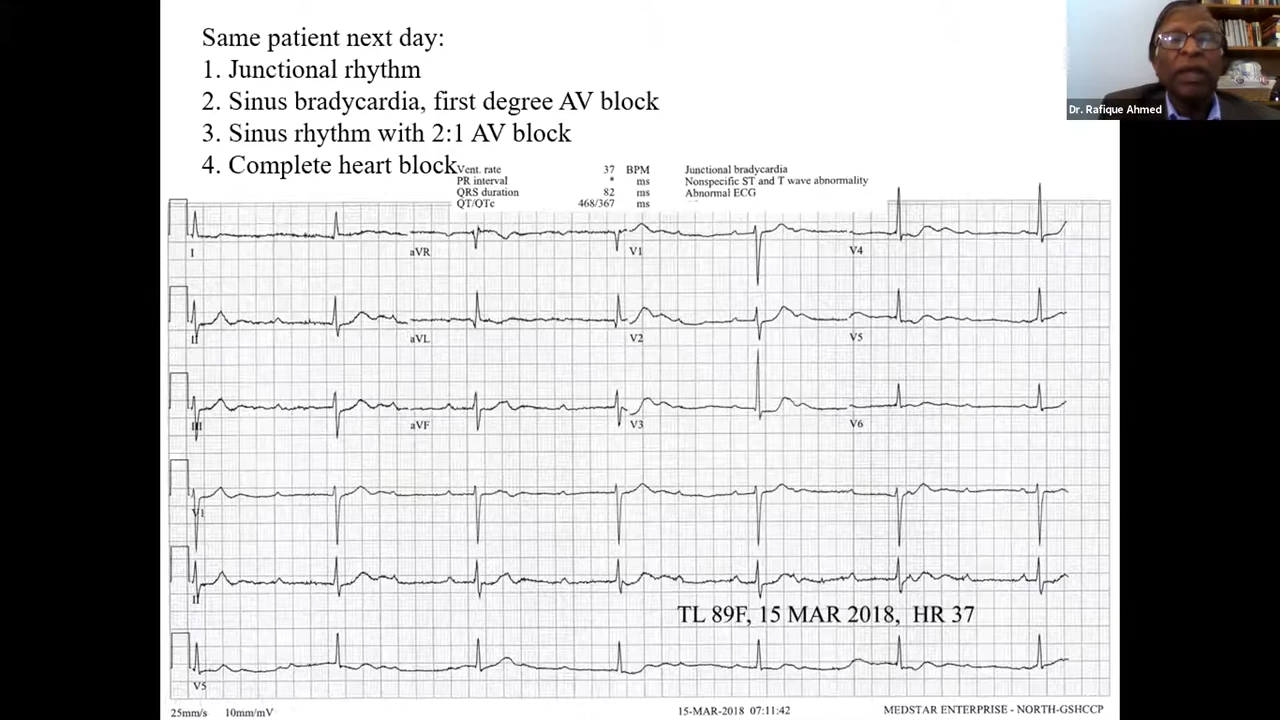 Same patient next day:
1. Junctional rhythm
2. Sinus bradycardia, first degree AV block
3. Sinus rhythm with 2:1 AV block
4. Complete heart block
Dr. Rafique Ahmed
Vent. rate 37 BPM Junctional bradycardia
PR interval * ms Nonspecific ST and T wave abnormality
QRS duration 82 ms Abnormal ECG
QT/QTc 468/367 ms
I aVR V1 V4
II aVL V2 V5
III aVF V3 V6
V1
II
TL 89F, 15 MAR 2018, HR 37
V5
25mm/s 10mm/mV 15-MAR-2018 07:11:42 MEDSTAR ENTERPRISE - NORTH-GSHCCP